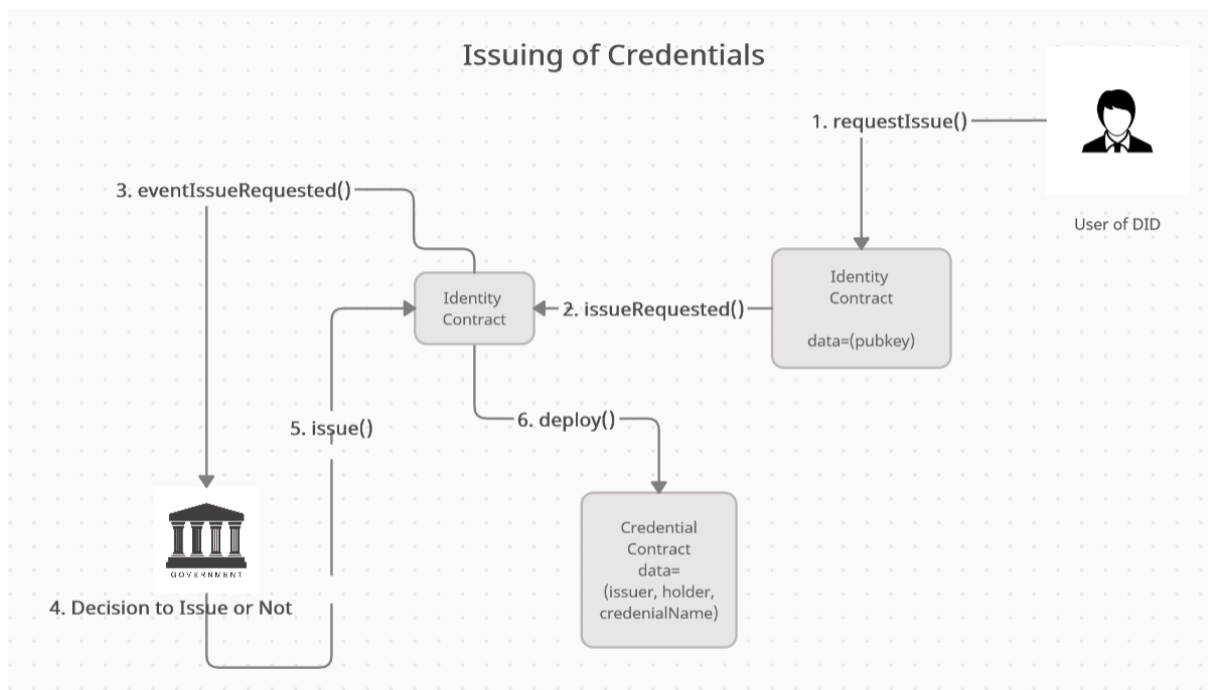 Issuing of Credentials
1. requestIssue()
User of DID
3. eventIssueRequested()
Identity
Contract
data=(pubkey)
2. issueRequested()
Identity
Contract
5. issue()
6. deploy()
GOVERNMENT
4. Decision to Issue or Not
Credential
Contract
data=
(issuer, holder,
credenialName)